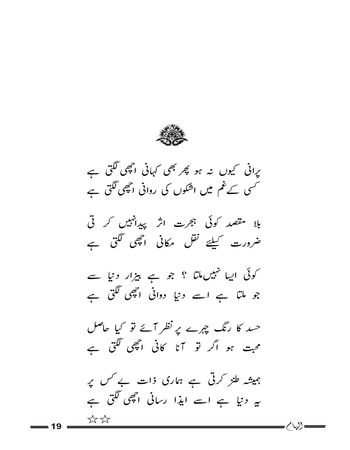 پرانی کیوں نہ ہو پھر بھی کہانی اچھی لگتی ہے
کسی کے غم میں اشکوں کی روانی اچھی لگتی ہے
بلا مقصد کوئی ہجرت اثر پیدانہیں کر تی
ضرورت کیلئے نقل مکانی اچھی لگتی ہے
کوئی ایسا نہیں ملتا ؟ جو ہے بیزار دنیا سے
جو ملتا ہے اسے دنیا دوانی اچھی لگتی ہے
حسد کا رنگ چہرے پر نظر آئے تو کیا حاصل
محبت ہو اگر تو آنا کانی اچھی لگتی ہے
ہمیشہ طنز کرتی ہے ہماری ذات بے کس پر
یہ دنیا ہے اسے ایذا رسانی اچھی لگتی ہے
☆☆
19